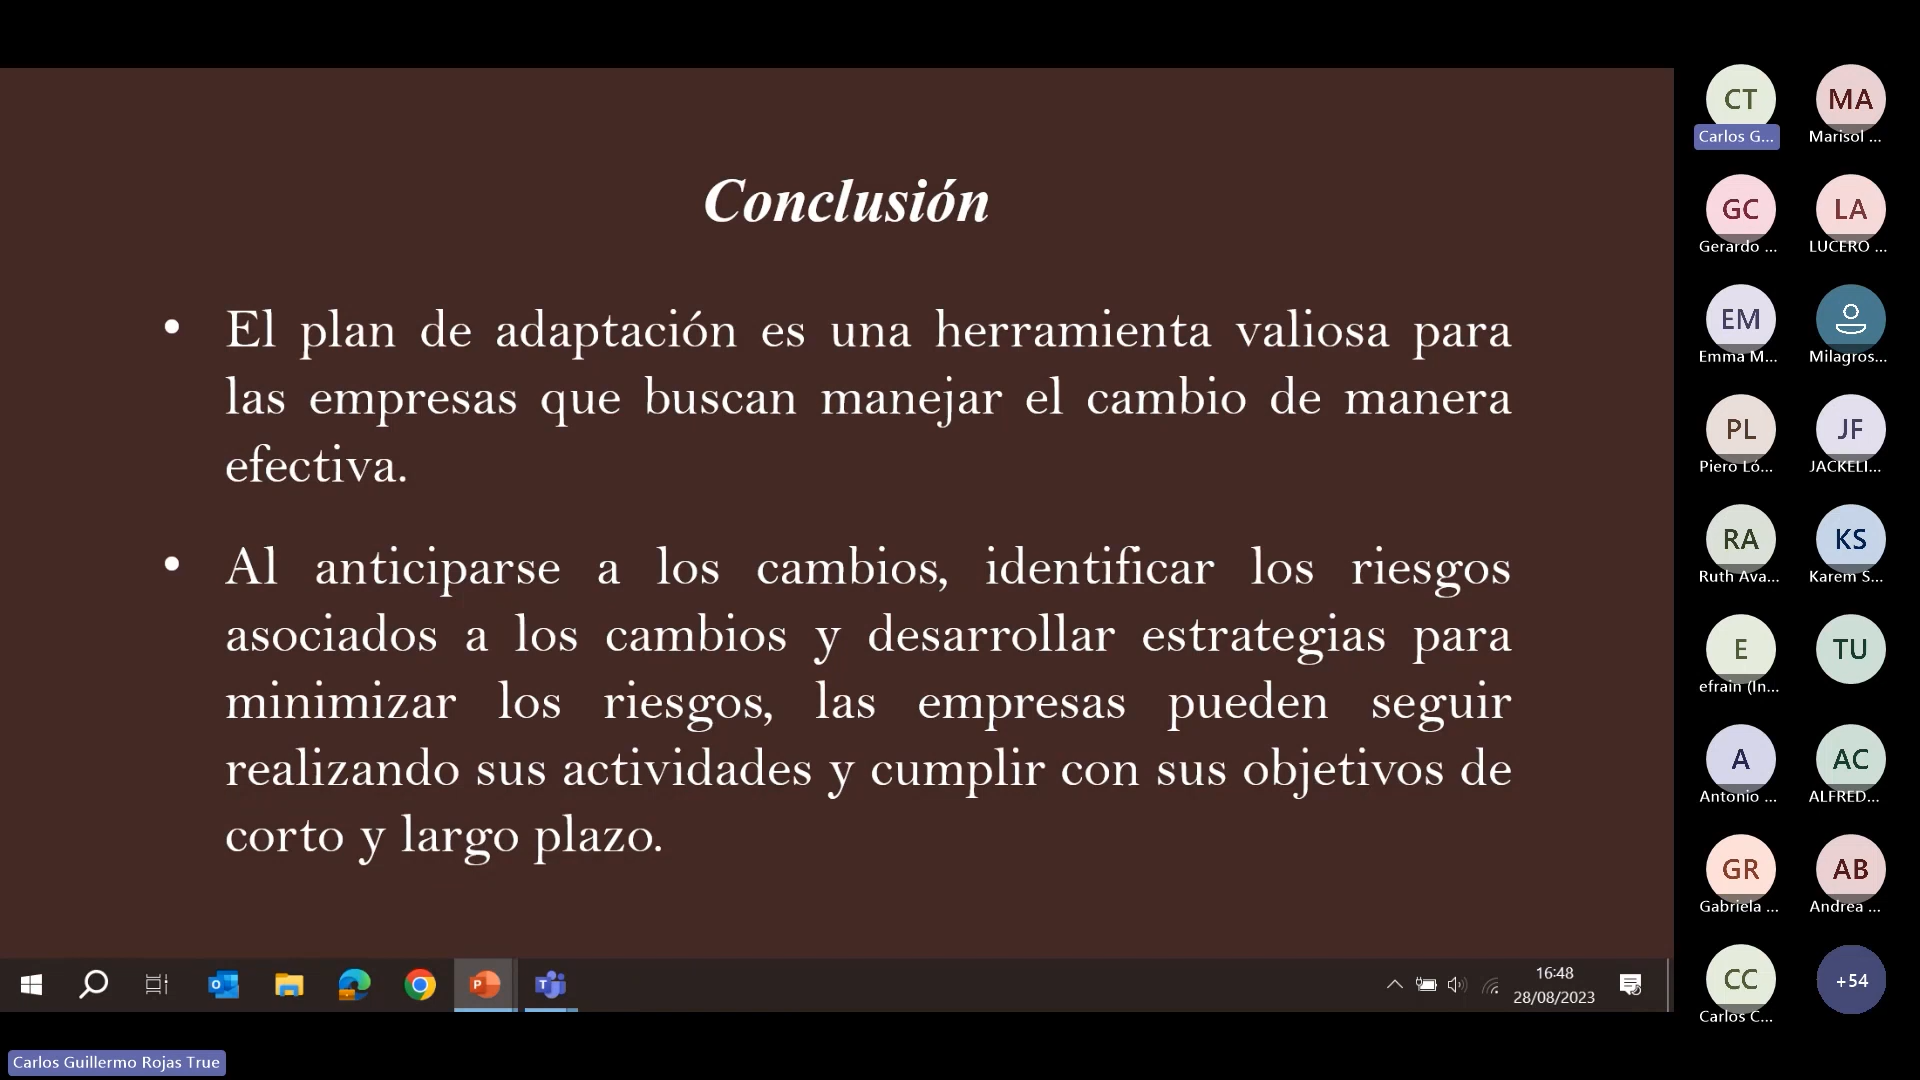 Conclusión
• El plan de adaptación es una herramienta valiosa para
las empresas que buscan manejar el cambio de manera
efectiva.
• Al anticiparse a los cambios, identificar los riesgos
asociados a los cambios y desarrollar estrategias para
minimizar los riesgos, las empresas pueden seguir
realizando sus actividades y cumplir con sus objetivos de
corto y largo plazo.
16:48
28/08/2023
Carlos Guillermo Rojas True
CT MA
Carlos G... Marisol ...
GC LA
Gerardo ... LUCERO ...
EM
Emma M... Milagros...
PL JF
Piero Ló... JACKELI...
RA KS
Ruth Ava... Karem S...
E TU
efrain (In...
A AC
Antonio ... ALFRED...
GR AB
Gabriela ... Andrea ...
CC +54
Carlos C...